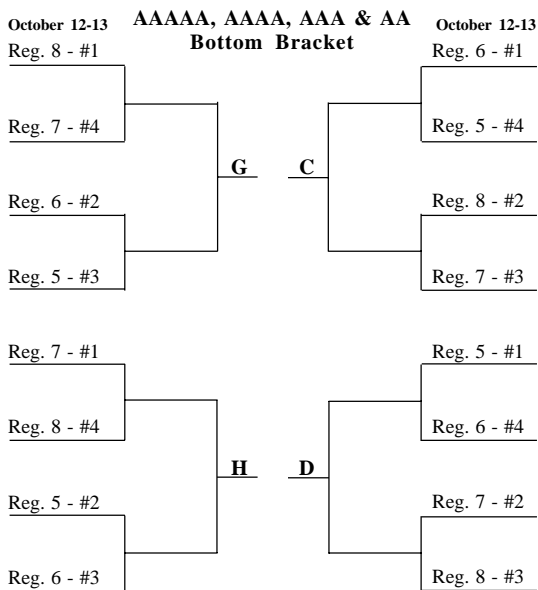 October 12-13
AAAAA, AAAA, AAA & AA
Bottom Bracket
October 12-13
Reg. 8 - #1
Reg. 7 - #4
G
Reg. 6 - #2
Reg. 5 - #3
Reg. 6 - #1
Reg. 5 - #4
C
Reg. 8 - #2
Reg. 7 - #3
Reg. 7 - #1
Reg. 8 - #4
H
Reg. 5 - #2
Reg. 6 - #3
Reg. 5 - #1
Reg. 6 - #4
D
Reg. 7 - #2
Reg. 8 - #3